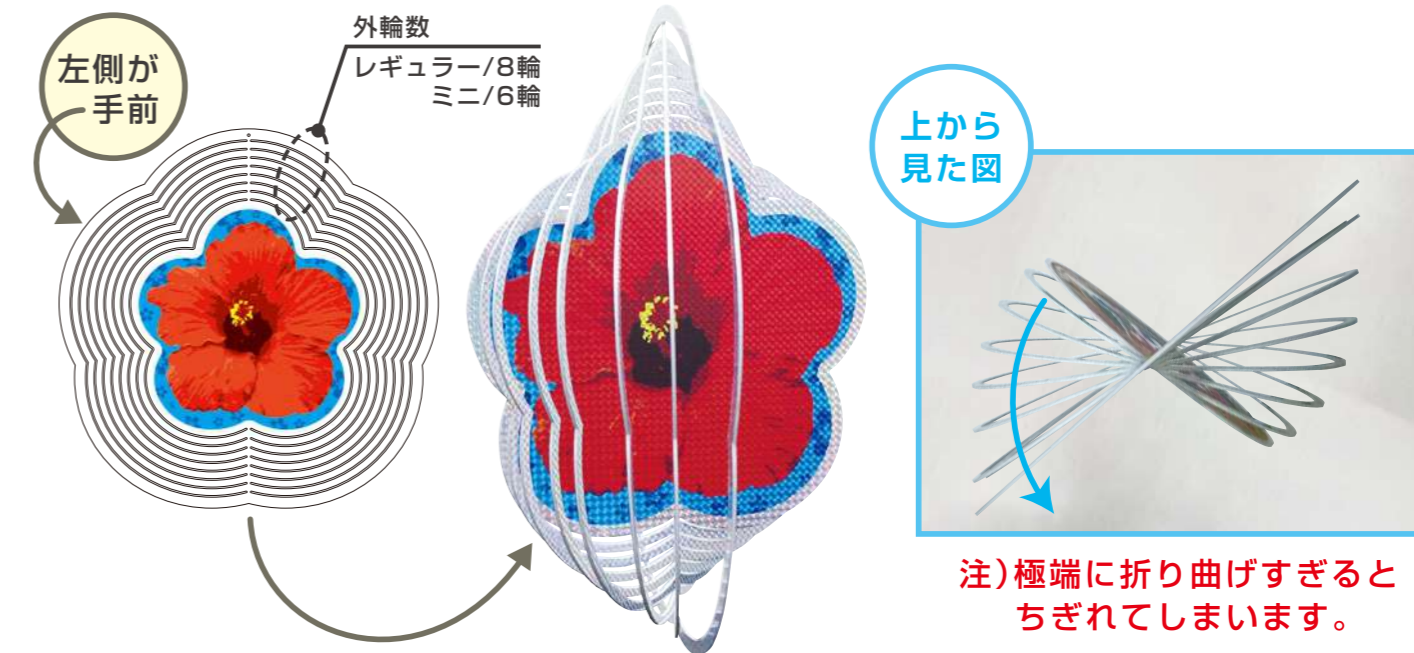 左側が
手前
外輪数
レギュラー/8輪
ミニ/6輪
上から
見た図
注)極端に折り曲げすぎると
ちぎれてしまいます。